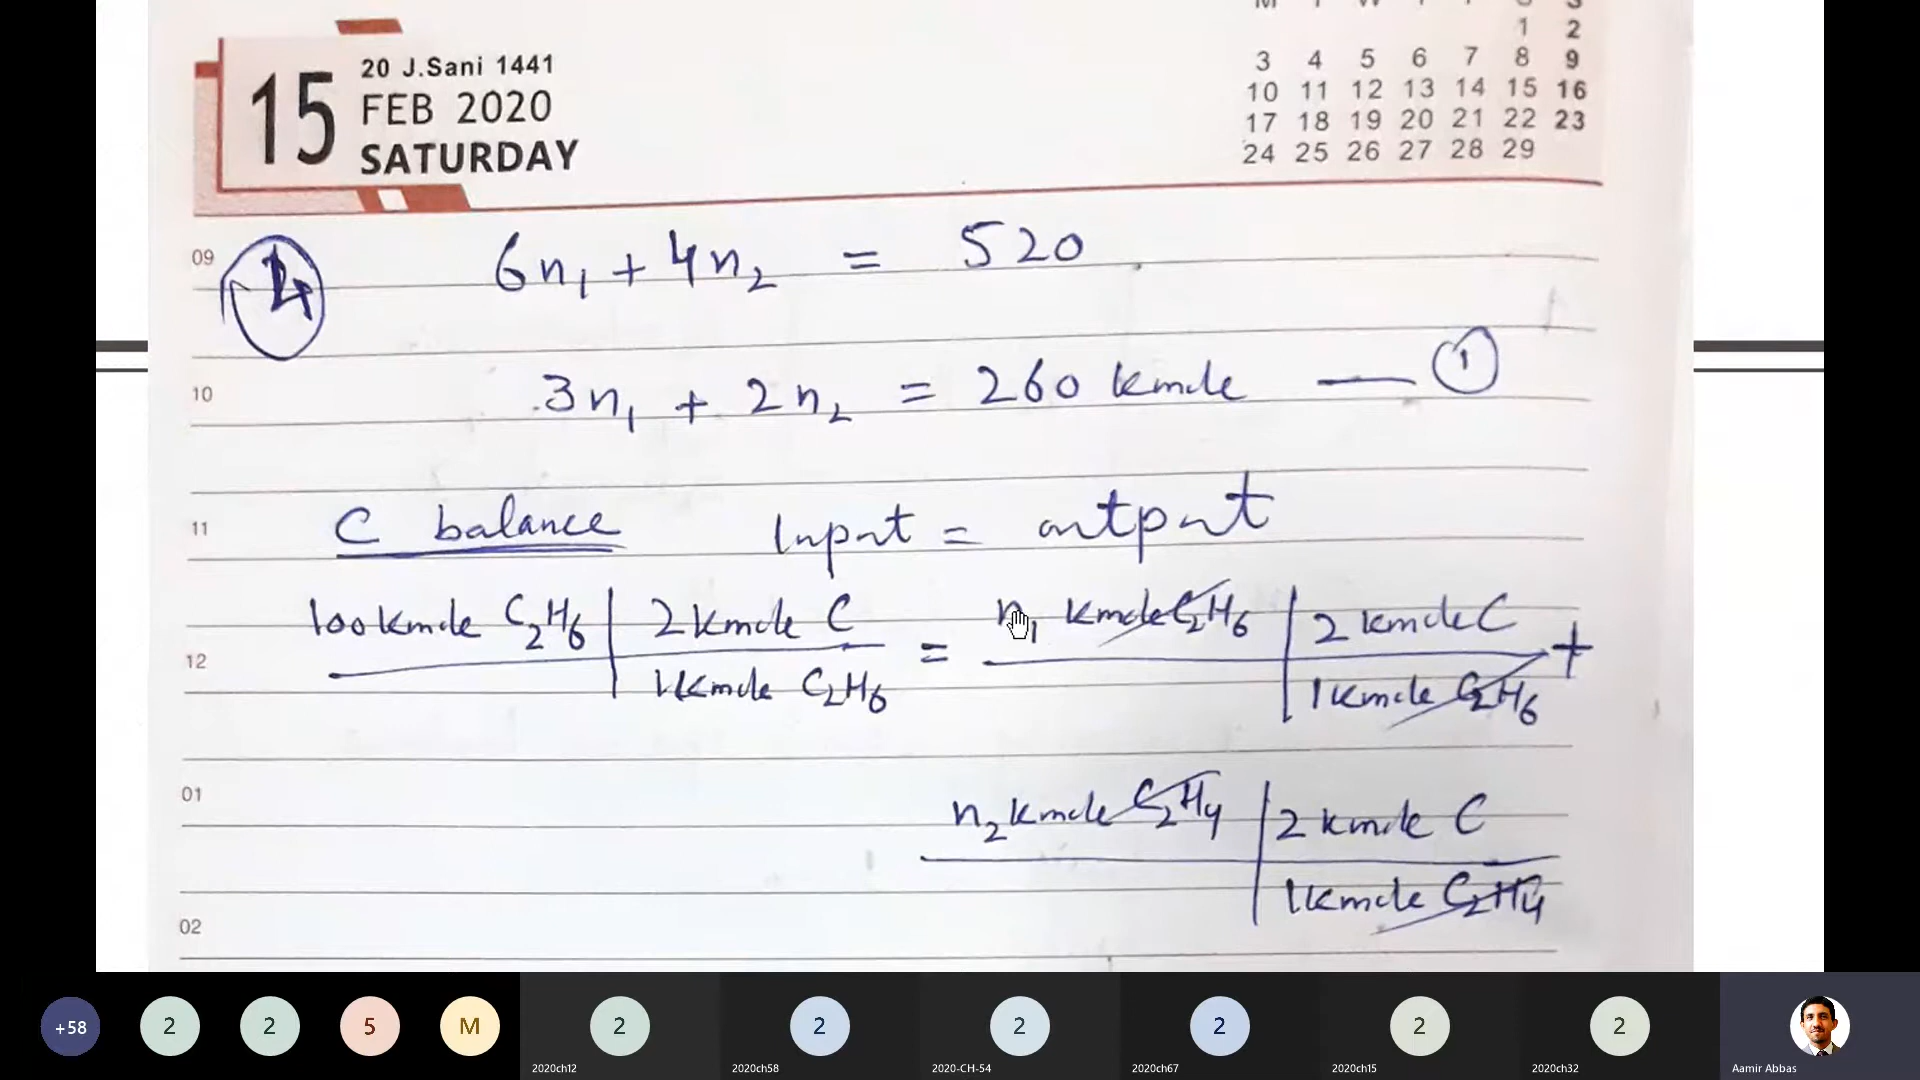 M T W T F S S
1 2
3 4 5 6 7 8 9
10 11 12 13 14 15 16
17 18 19 20 21 22 23
24 25 26 27 28 29
15
20 J.Sani 1441
FEB 2020
SATURDAY
09
4
6n₁ + 4n₂ = 520
10
3n₁ + 2n₂ = 260 kmole — 1
11
C balance Input = output
12
100 kmole C₂H₆ | 2 kmole C = n₁ kmole C₂H₆ | 2 kmole C +
1 kmole C₂H₆ 1 kmole C₂H₆
01
n₂ kmole C₂H₄ | 2 kmole C
1 kmole C₂H₄
02
+58 2 2 5 M 2 2 2 2 2 2
2020ch12 2020ch58 2020-CH-54 2020ch67 2020ch15 2020ch32 Aamir Abbas